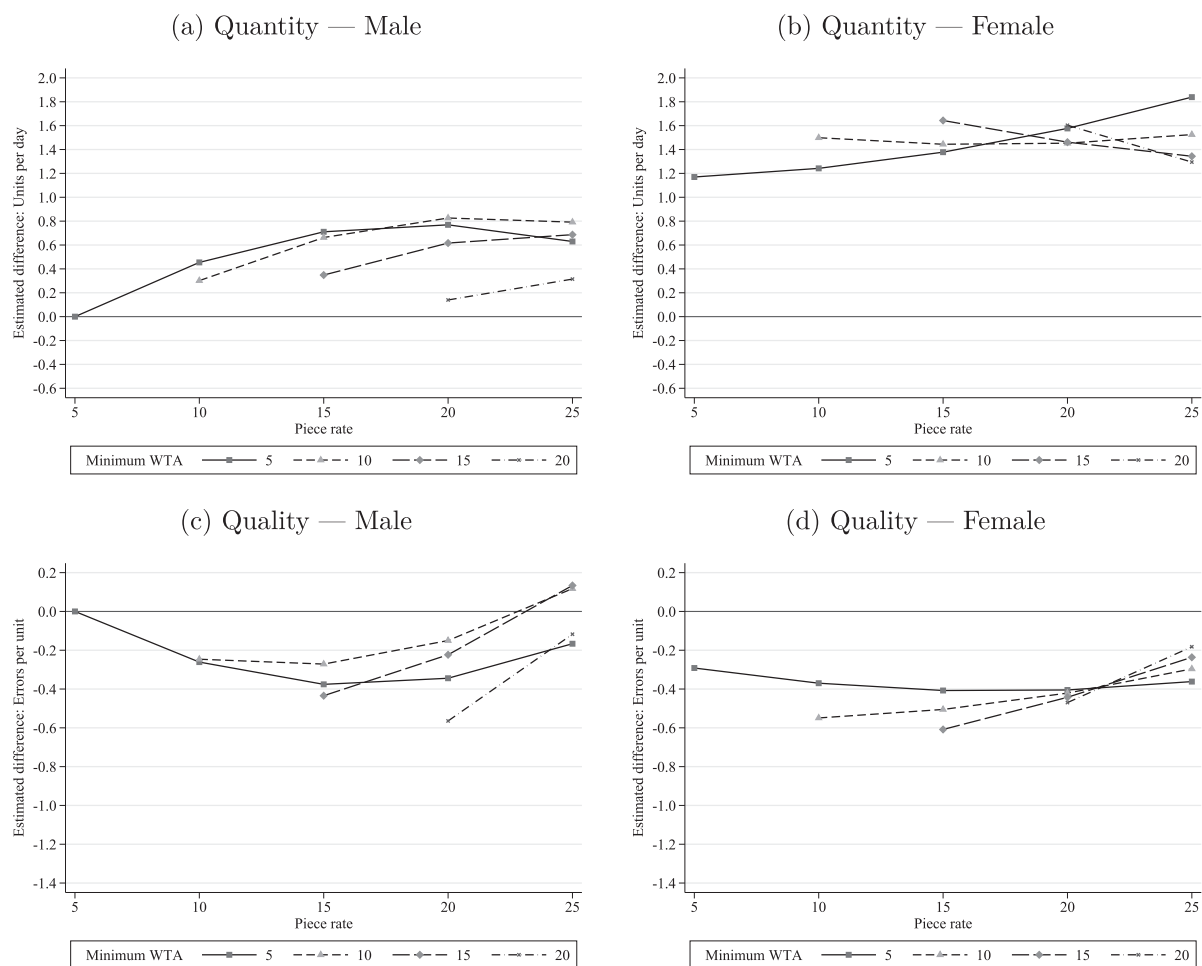 (a) Quantity — Male
Estimated difference: Units per day
2.0
1.8
1.6
1.4
1.2
1.0
0.8
0.6
0.4
0.2
0.0
-0.2
-0.4
-0.6
5 10 15 20 25
Piece rate
Minimum WTA 5 10 15 20
(b) Quantity — Female
Estimated difference: Units per day
2.0
1.8
1.6
1.4
1.2
1.0
0.8
0.6
0.4
0.2
0.0
-0.2
-0.4
-0.6
5 10 15 20 25
Piece rate
Minimum WTA 5 10 15 20
(c) Quality — Male
Estimated difference: Errors per unit
0.2
0.0
-0.2
-0.4
-0.6
-0.8
-1.0
-1.2
-1.4
5 10 15 20 25
Piece rate
Minimum WTA 5 10 15 20
(d) Quality — Female
Estimated difference: Errors per unit
0.2
0.0
-0.2
-0.4
-0.6
-0.8
-1.0
-1.2
-1.4
5 10 15 20 25
Piece rate
Minimum WTA 5 10 15 20